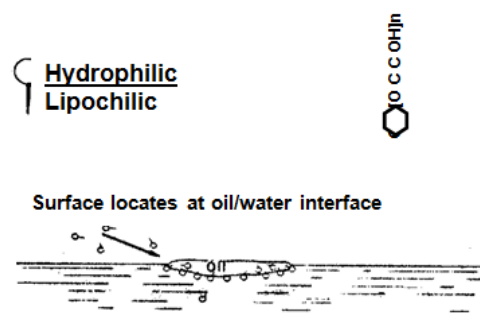 Hydrophilic
Lipochilic
[O C C OH]n
Surface locates at oil/water interface